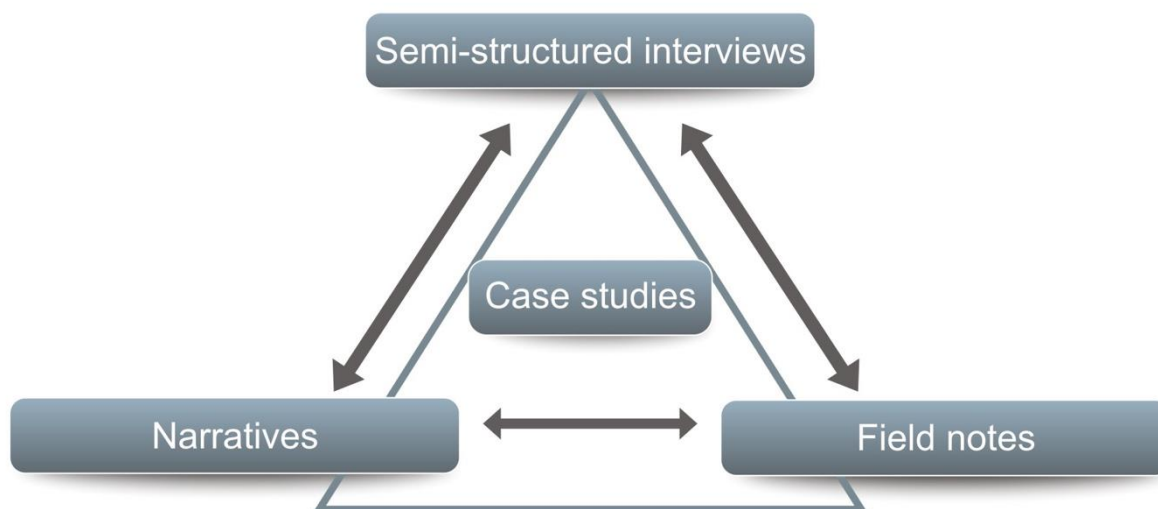 Semi-structured interviews
Case studies
Narratives
Field notes